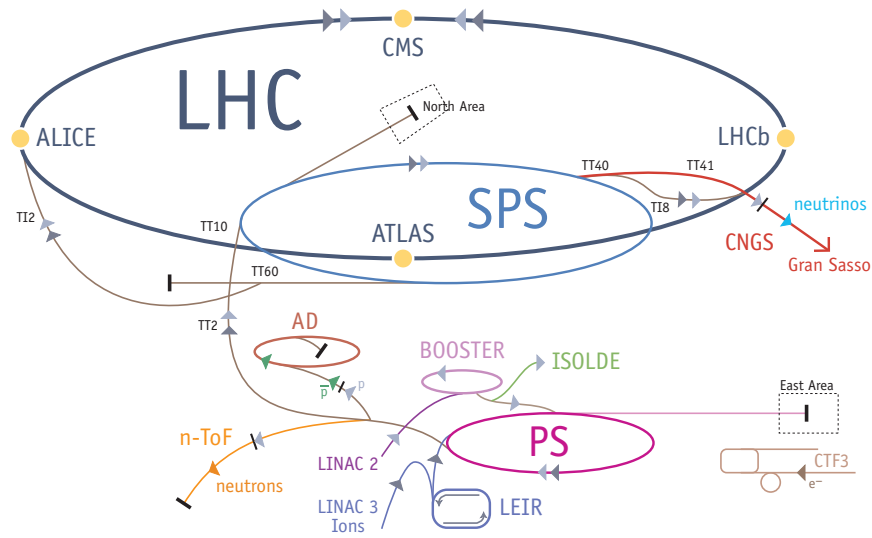 CMS
LHC
North Area
ALICE
LHCb
TT40
TT41
SPS
TI8
neutrinos
TI2
TT10
ATLAS
CNGS
Gran Sasso
TT60
TT2
AD
BOOSTER
ISOLDE
p
p
East Area
n-ToF
PS
LINAC 2
CTF3
neutrons
e⁻
LINAC 3
Ions
LEIR